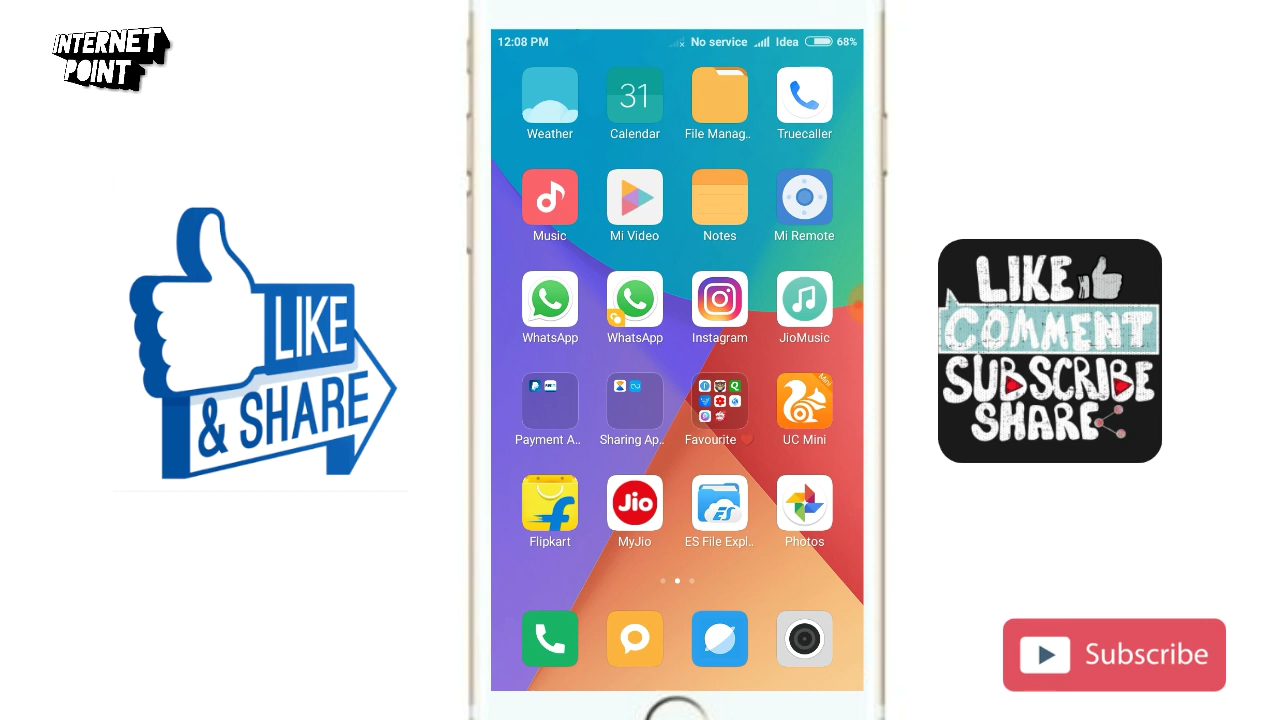 INTERNET
POINT
12:08 PM
No service
Idea
68%
Weather
31
Calendar
File Manag..
Truecaller
Music
Mi Video
Notes
Mi Remote
WhatsApp
WhatsApp
Instagram
JioMusic
Payment A..
Sharing Ap..
Favourite
Mini
UC Mini
Flipkart
Jio
MyJio
ES
ES File Expl..
Photos
LIKE
& SHARE
LIKE
COMMENT
SUBSCRIBE
SHARE
Subscribe